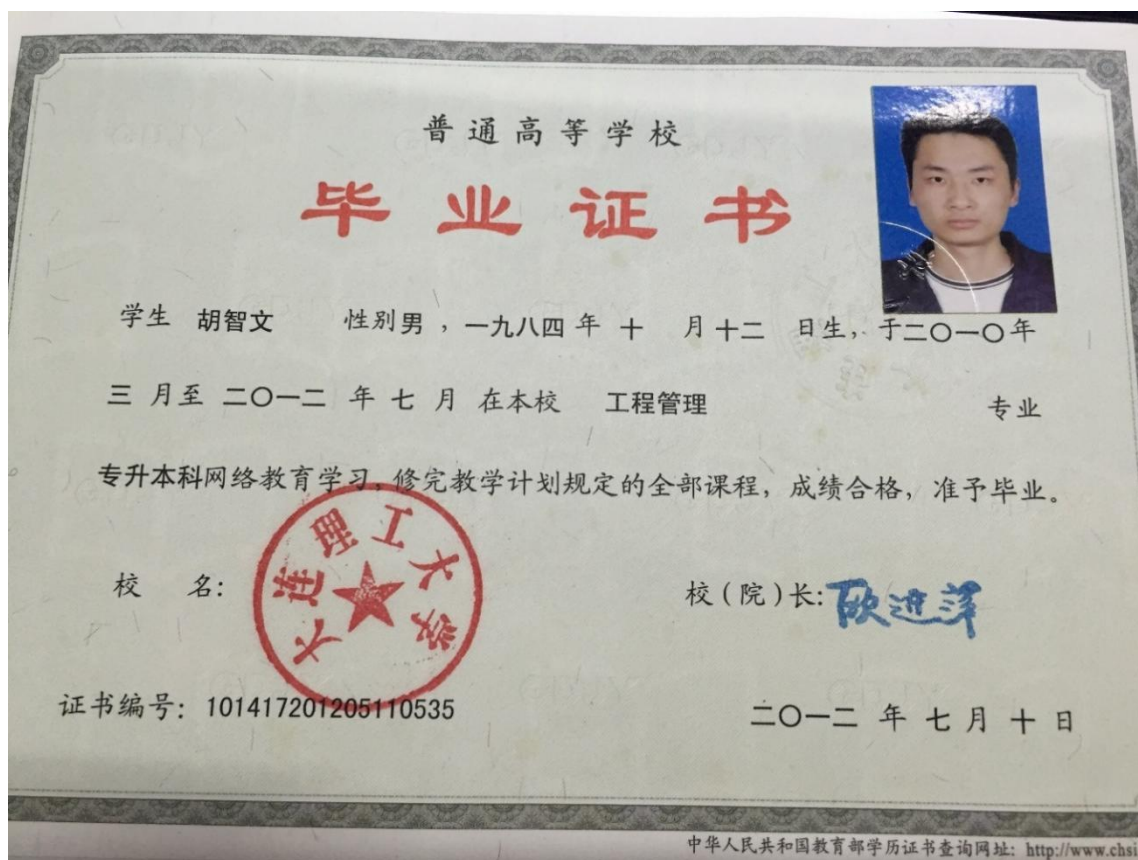 普通高等学校
毕业证书
学生 胡智文 性别男，一九八四年 十 月十二 日生，于二〇一〇年
三 月至 二〇一二 年 七 月 在本校 工程管理 专业
专升本科网络教育学习，修完教学计划规定的全部课程，成绩合格，准予毕业。
校 名：
大连理工大学
校（院）长：欧进萍
证书编号：101417201205110535
二〇一二 年 七 月 十 日
中华人民共和国教育部学历证书查询网址：http://www.chsi